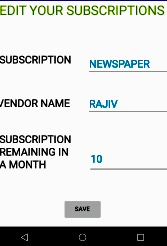 EDIT YOUR SUBSCRIPTIONS
SUBSCRIPTION
NEWSPAPER
VENDOR NAME
RAJIV
SUBSCRIPTION
REMAINING IN
A MONTH
10
SAVE